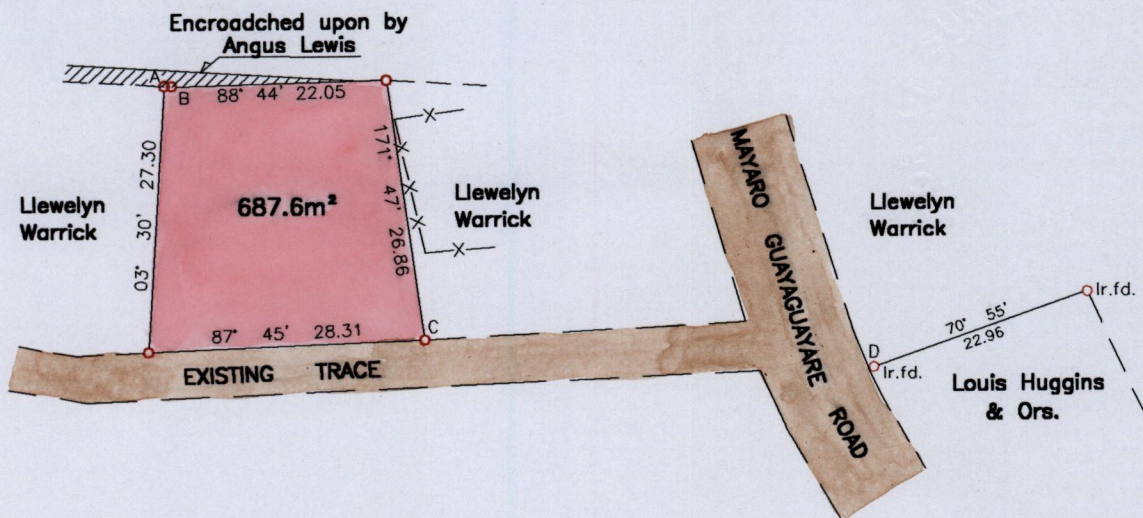 Encroadched upon by
Angus Lewis
A
B
88° 44' 22.05
03° 30' 27.30
171° 47' 26.86
687.6m²
Llewelyn
Warrick
Llewelyn
Warrick
87° 45' 28.31
C
EXISTING TRACE
MAYARO GUAYAGUAYARE ROAD
Llewelyn
Warrick
D
Ir.fd.
70° 55'
22.96
Ir.fd.
Louis Huggins
& Ors.